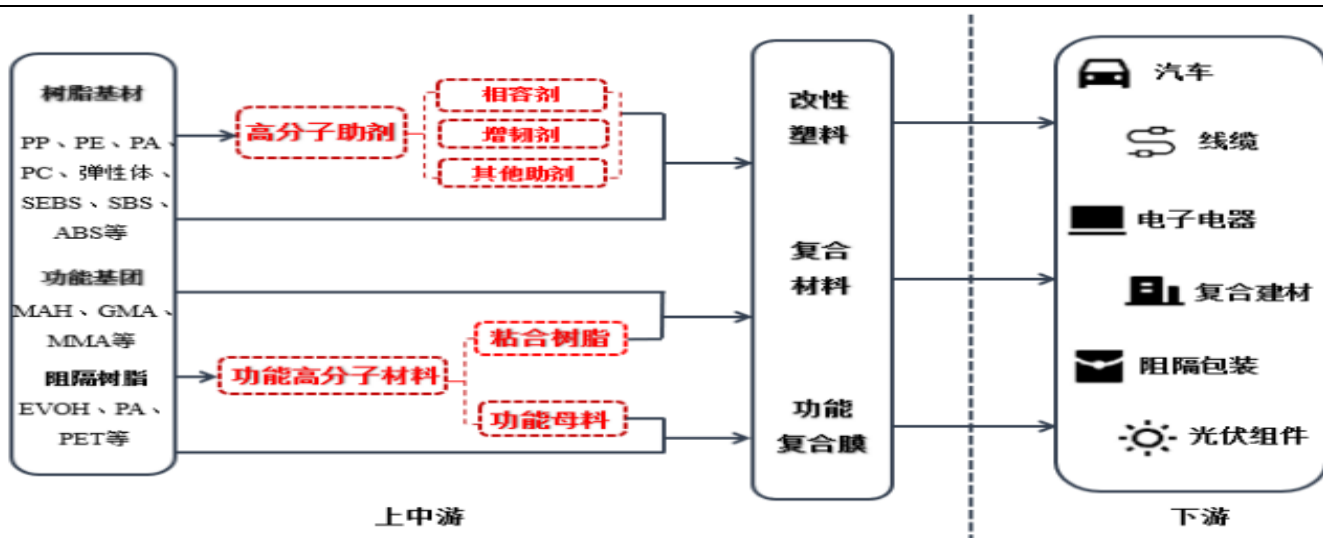 树脂基材
PP、PE、PA、
PC、弹性体、
SEBS、SBS、
ABS等
功能基团
MAH、GMA、
MMA等
阻隔树脂
EVOH、PA、
PET等
高分子助剂
相容剂
增韧剂
其他助剂
功能高分子材料
粘合树脂
功能母料
改性
塑料
复合
材料
功能
复合膜
汽车
线缆
电子电器
复合建材
阻隔包装
光伏组件
上中游
下游